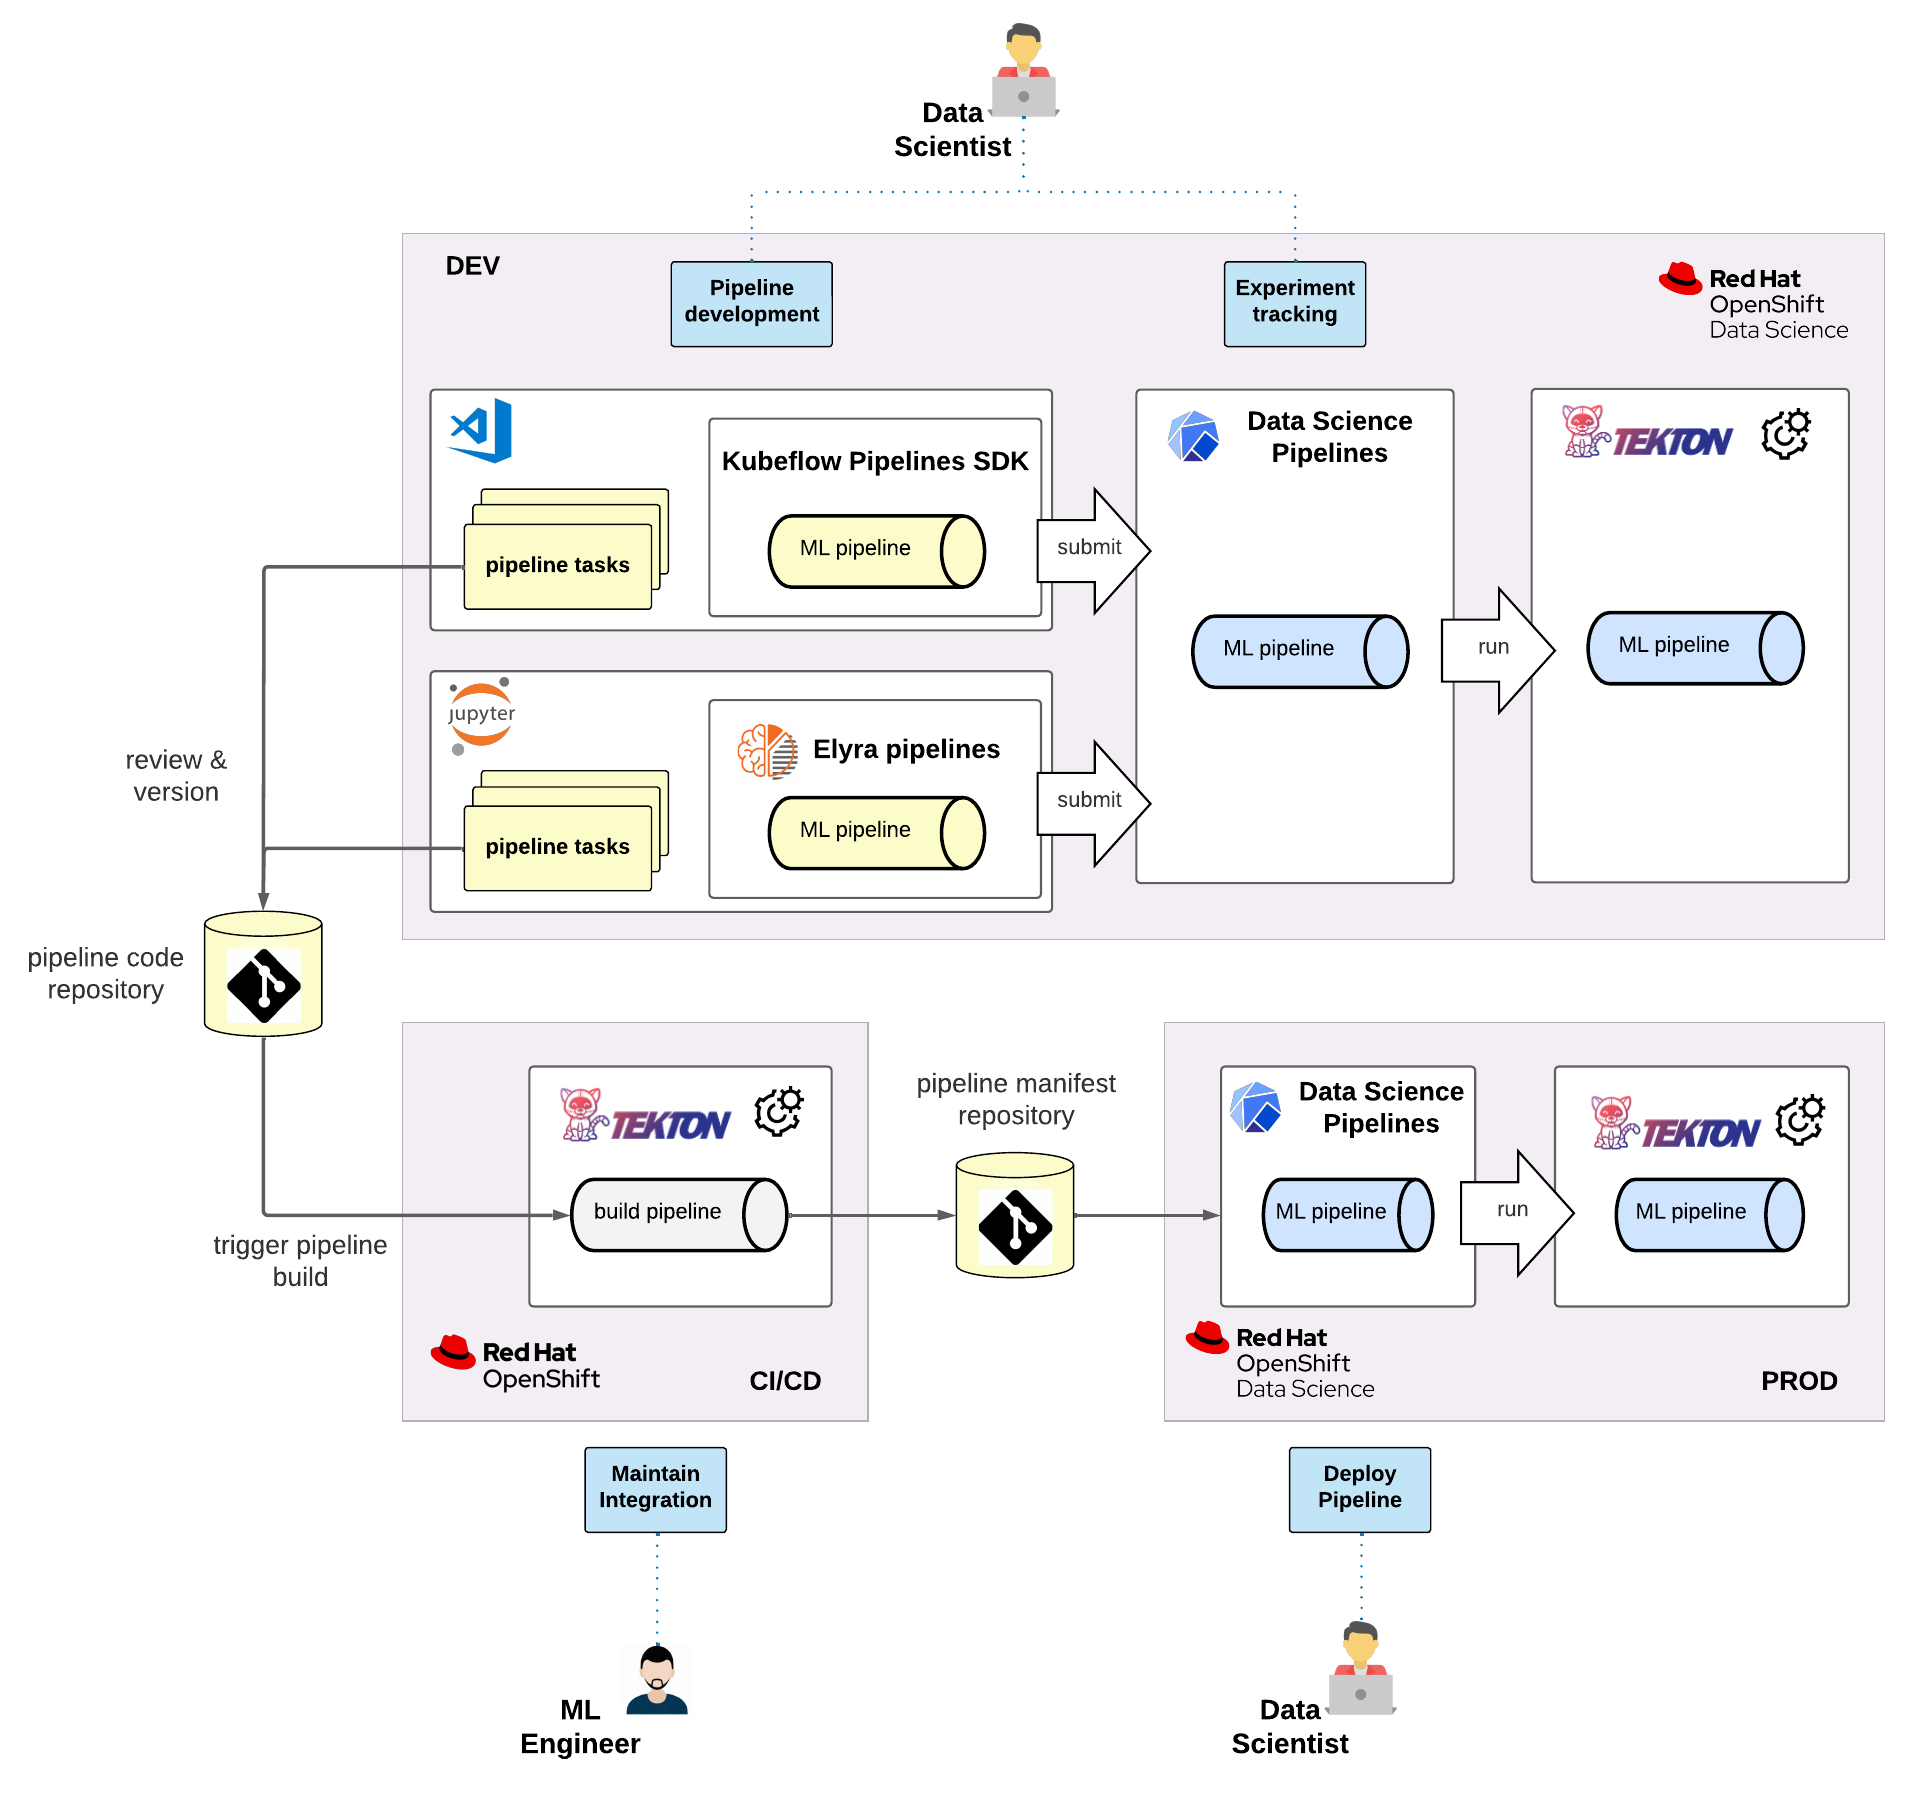 Data
Scientist
DEV
Pipeline
development
Experiment
tracking
Red Hat
OpenShift
Data Science
Kubeflow Pipelines SDK
pipeline tasks
ML pipeline
submit
Data Science
Pipelines
ML pipeline
run
TEKTON
ML pipeline
jupyter
Elyra pipelines
pipeline tasks
ML pipeline
submit
review &
version
pipeline code
repository
trigger pipeline
build
TEKTON
build pipeline
Red Hat
OpenShift
CI/CD
pipeline manifest
repository
Data Science
Pipelines
ML pipeline
run
TEKTON
ML pipeline
Red Hat
OpenShift
Data Science
PROD
Maintain
Integration
Deploy
Pipeline
ML
Engineer
Data
Scientist